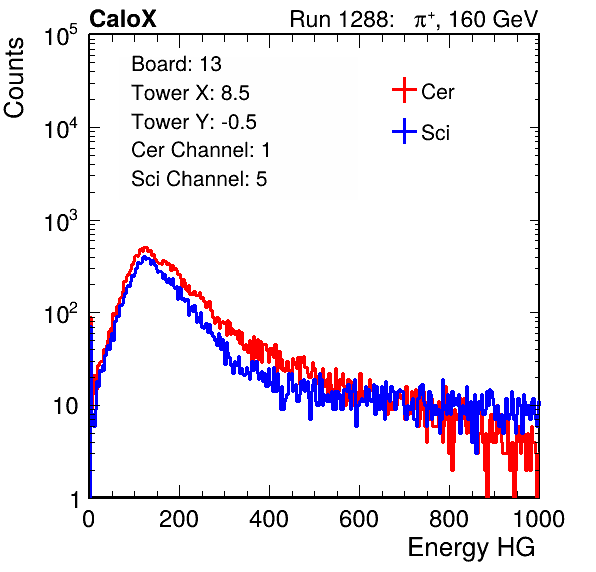 CaloX Run 1288: π⁺, 160 GeV
Counts
10⁵
10⁴
10³
10²
10
1
Board: 13
Tower X: 8.5
Tower Y: -0.5
Cer Channel: 1
Sci Channel: 5
Cer
Sci
0 200 400 600 800 1000
Energy HG